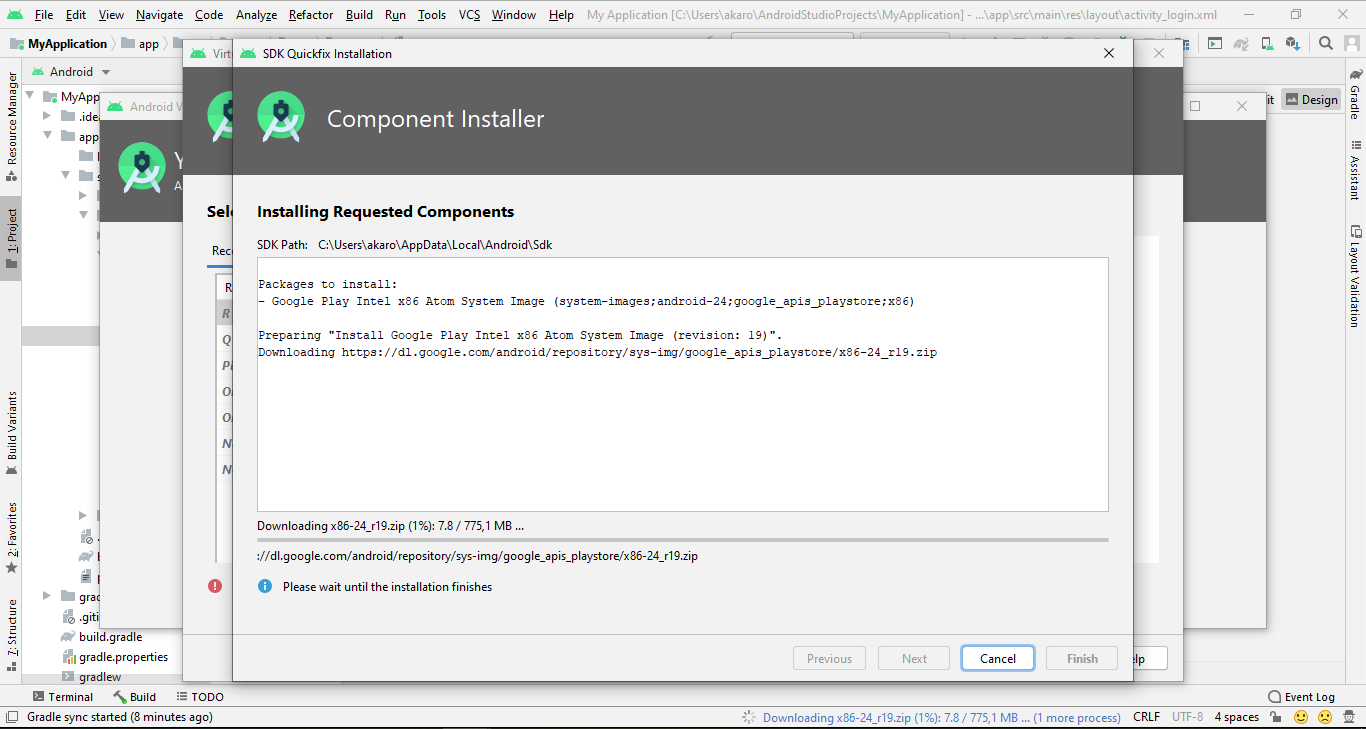 File Edit View Navigate Code Analyze Refactor Build Run Tools VCS Window Help My Application [C:\Users\akaro\AndroidStudioProjects\MyApplication] - ...\app\src\main\res\layout\activity_login.xml
MyApplication app
Android
Resource Manager
1: Project
Build Variants
2: Favorites
7: Structure
MyApp
.idea
app
grad
.giti
build.gradle
gradle.properties
gradlew
Android V
Y
A
Virt
Sele
Rec
R
R
Q
Pi
O
O
N
N
SDK Quickfix Installation
Component Installer
Installing Requested Components
SDK Path: C:\Users\akaro\AppData\Local\Android\Sdk
Packages to install:
- Google Play Intel x86 Atom System Image (system-images;android-24;google_apis_playstore;x86)
Preparing "Install Google Play Intel x86 Atom System Image (revision: 19)".
Downloading https://dl.google.com/android/repository/sys-img/google_apis_playstore/x86-24_r19.zip
Downloading x86-24_r19.zip (1%): 7.8 / 775,1 MB ...
://dl.google.com/android/repository/sys-img/google_apis_playstore/x86-24_r19.zip
Please wait until the installation finishes
Previous Next Cancel Finish
elp
it Design
Gradle
Assistant
Layout Validation
Terminal Build TODO Event Log
Gradle sync started (8 minutes ago) Downloading x86-24_r19.zip (1%): 7.8 / 775,1 MB ... (1 more process) CRLF UTF-8 4 spaces